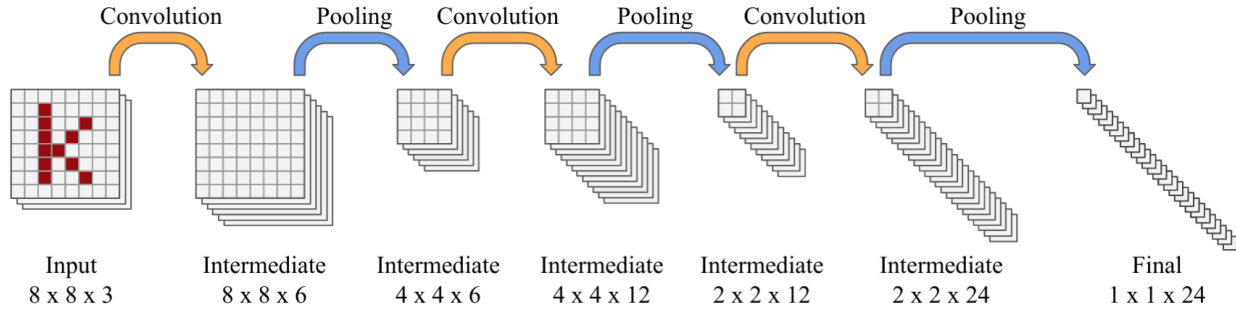 Convolution
Pooling
Convolution
Pooling
Convolution
Pooling
Input
8 x 8 x 3
Intermediate
8 x 8 x 6
Intermediate
4 x 4 x 6
Intermediate
4 x 4 x 12
Intermediate
2 x 2 x 12
Intermediate
2 x 2 x 24
Final
1 x 1 x 24